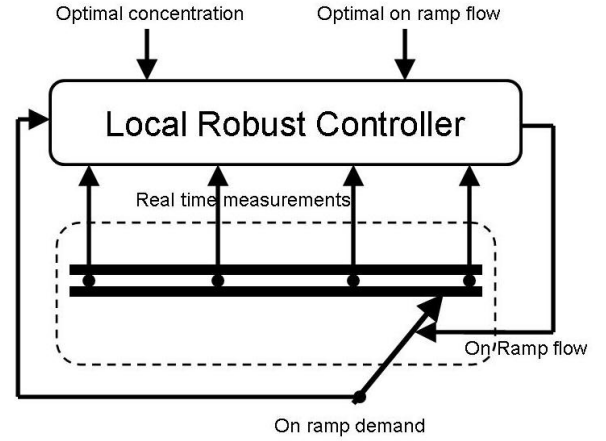 Optimal concentration
Optimal on ramp flow
Local Robust Controller
Real time measurements
On Ramp flow
On ramp demand